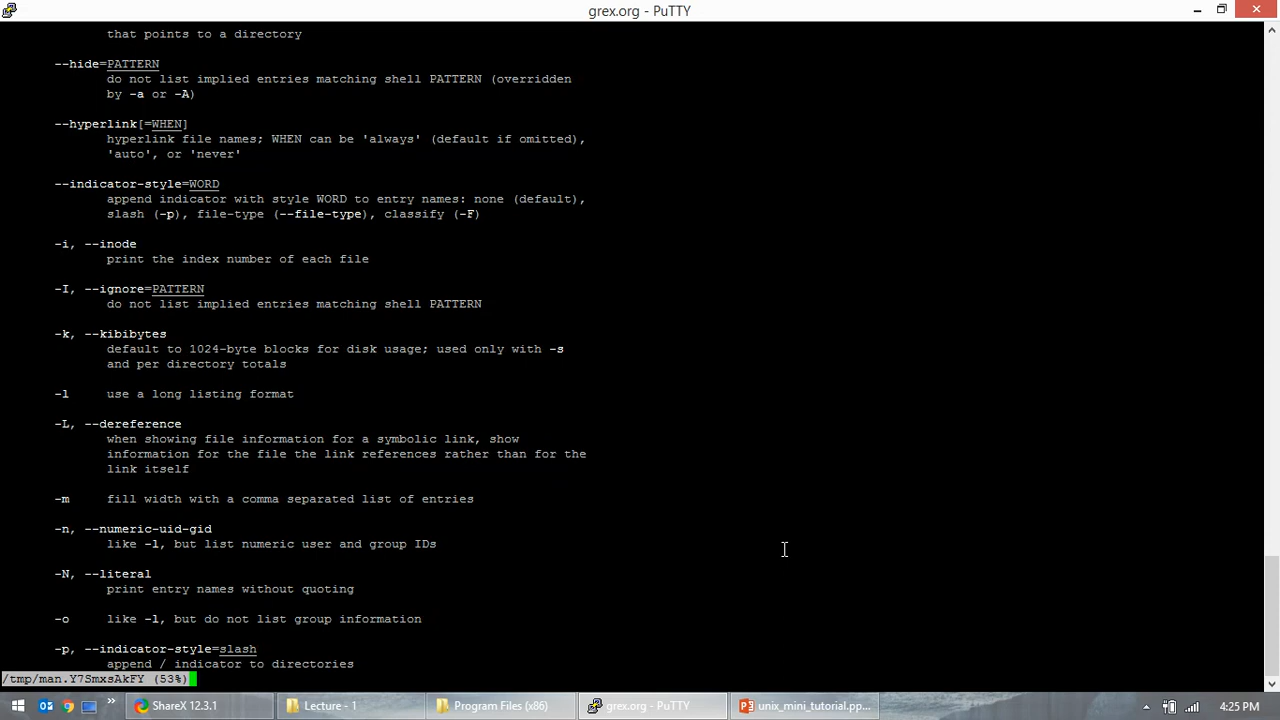 grex.org - PuTTY
that points to a directory
--hide=PATTERN
do not list implied entries matching shell PATTERN (overridden
by -a or -A)
--hyperlink[=WHEN]
hyperlink file names; WHEN can be 'always' (default if omitted),
'auto', or 'never'
--indicator-style=WORD
append indicator with style WORD to entry names: none (default),
slash (-p), file-type (--file-type), classify (-F)
-i, --inode
print the index number of each file
-I, --ignore=PATTERN
do not list implied entries matching shell PATTERN
-k, --kibibytes
default to 1024-byte blocks for disk usage; used only with -s
and per directory totals
-l use a long listing format
-L, --dereference
when showing file information for a symbolic link, show
information for the file the link references rather than for the
link itself
-m fill width with a comma separated list of entries
-n, --numeric-uid-gid
like -l, but list numeric user and group IDs
-N, --literal
print entry names without quoting
-o like -l, but do not list group information
-p, --indicator-style=slash
append / indicator to directories
/tmp/man.Y7SmxsAkFY (53%)
ShareX 12.3.1 Lecture - 1 Program Files (x86) grex.org - PuTTY unix_mini_tutorial.pp... 4:25 PM